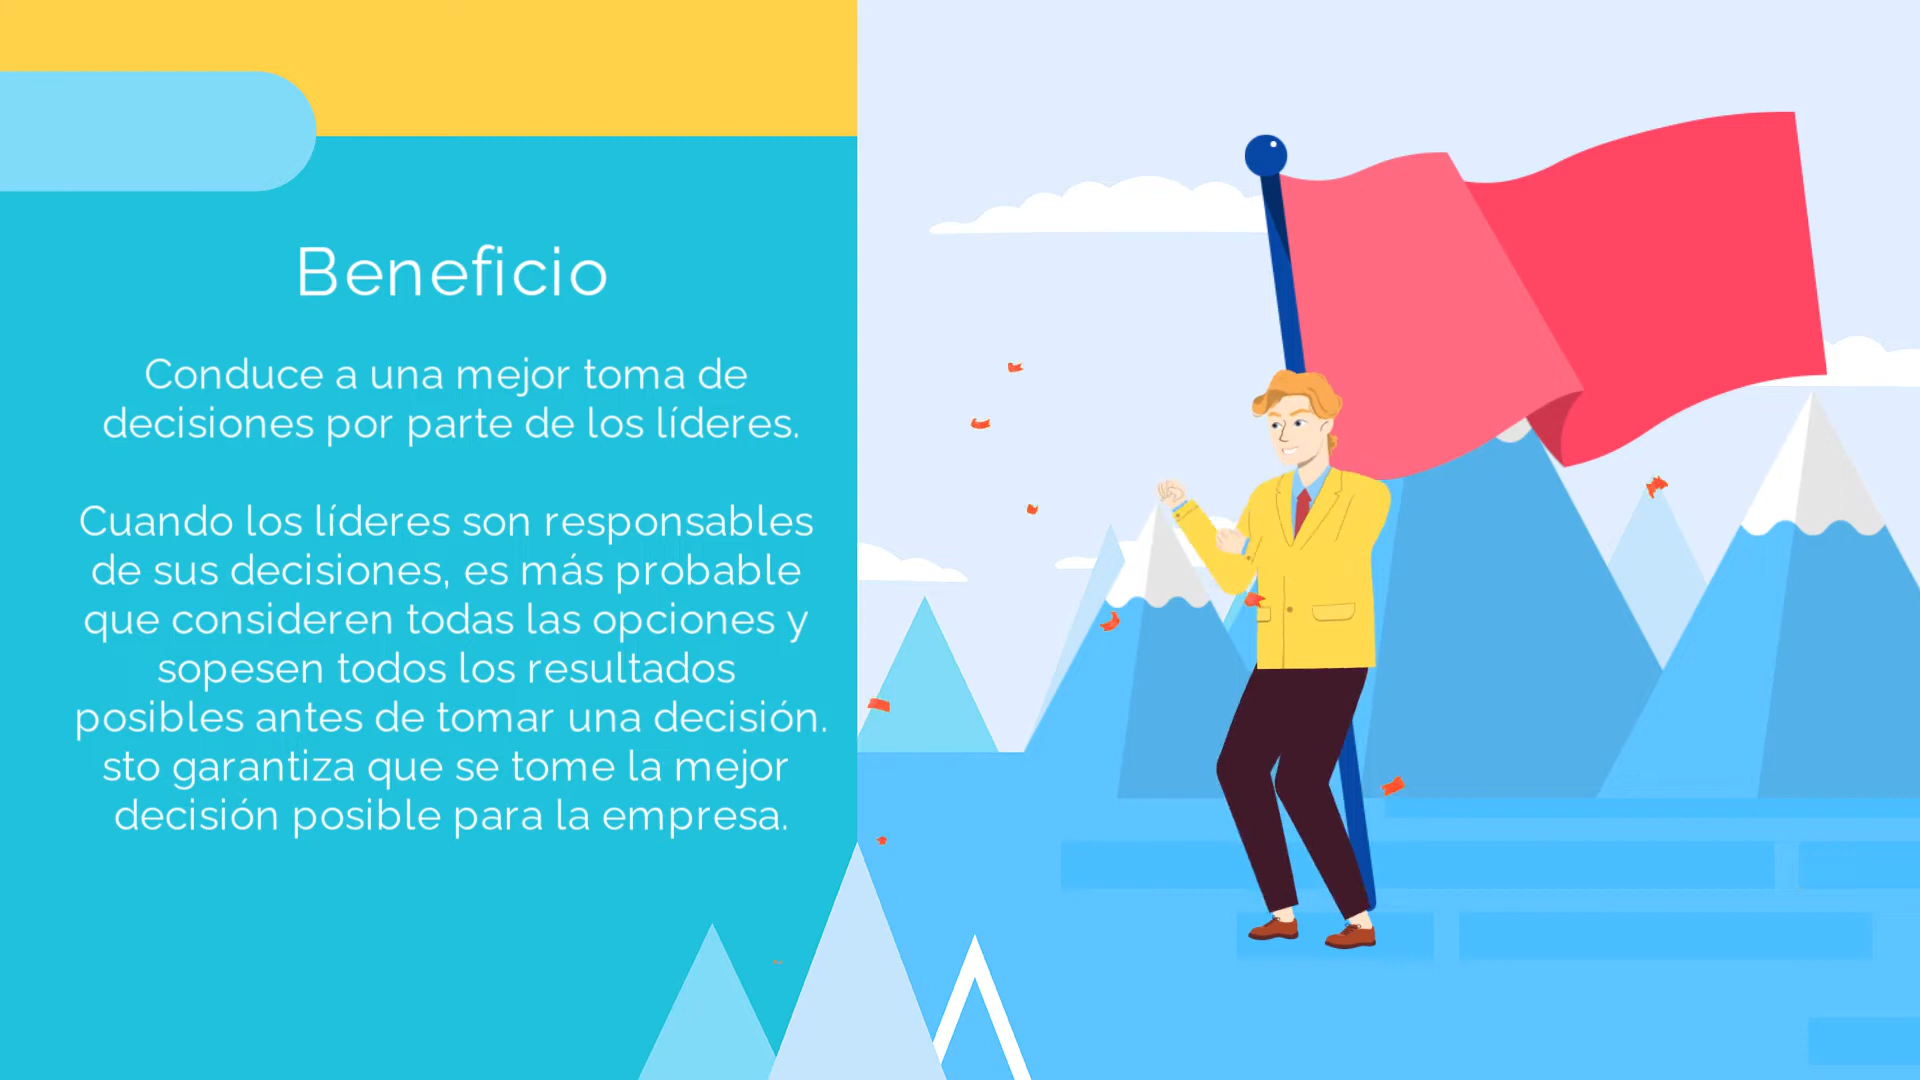 Beneficio
Conduce a una mejor toma de
decisiones por parte de los líderes.
Cuando los líderes son responsables
de sus decisiones, es más probable
que consideren todas las opciones y
sopesen todos los resultados
posibles antes de tomar una decisión.
sto garantiza que se tome la mejor
decisión posible para la empresa.